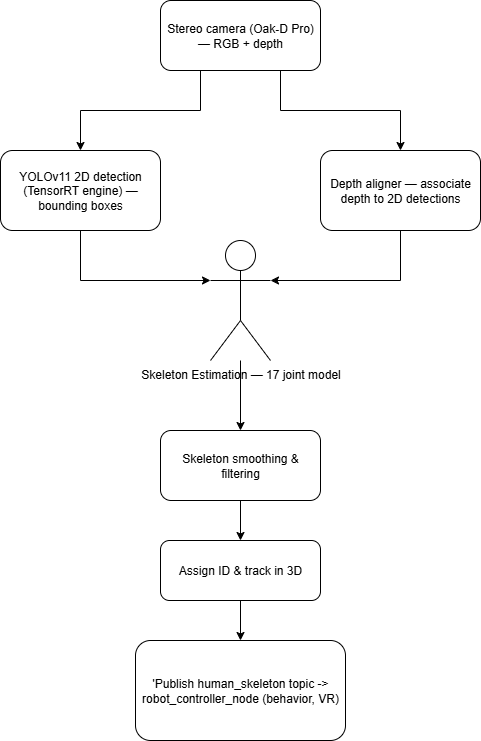 Stereo camera (Oak-D Pro)
— RGB + depth
YOLOv11 2D detection
(TensorRT engine) —
bounding boxes
Depth aligner — associate
depth to 2D detections
Skeleton Estimation — 17 joint model
Skeleton smoothing &
filtering
Assign ID & track in 3D
'Publish human_skeleton topic ->
robot_controller_node (behavior, VR)